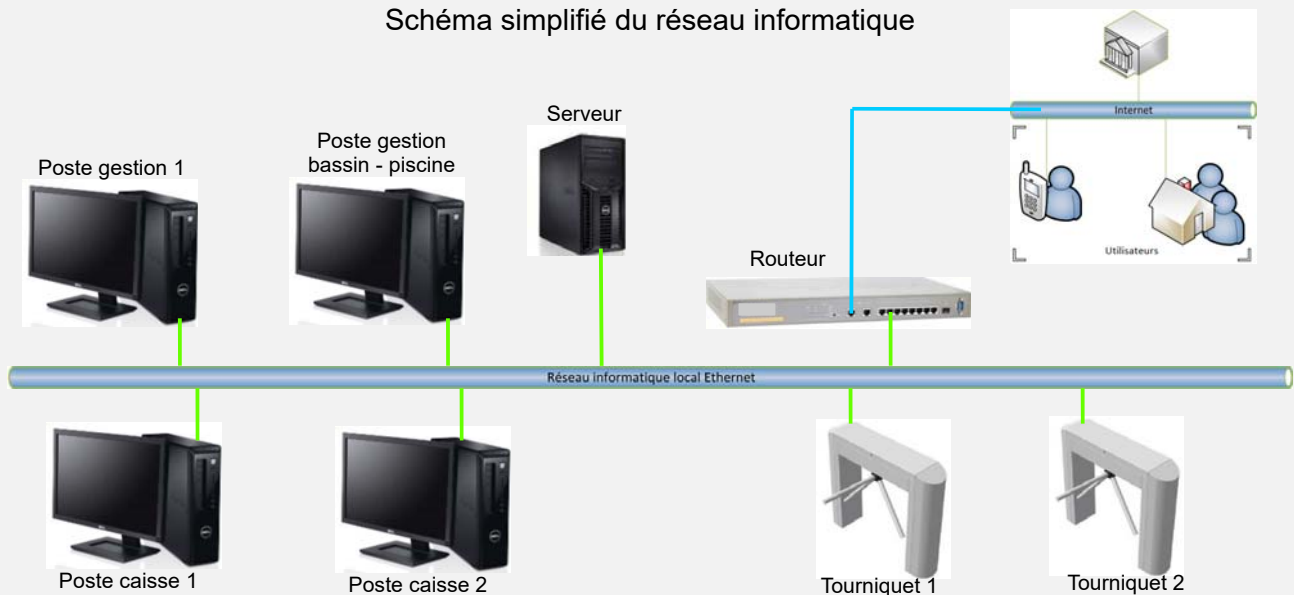 Schéma simplifié du réseau informatique
Internet
Serveur
Poste gestion
bassin - piscine
Poste gestion 1
Utilisateurs
Routeur
Réseau informatique local Ethernet
Poste caisse 1
Poste caisse 2
Tourniquet 1
Tourniquet 2